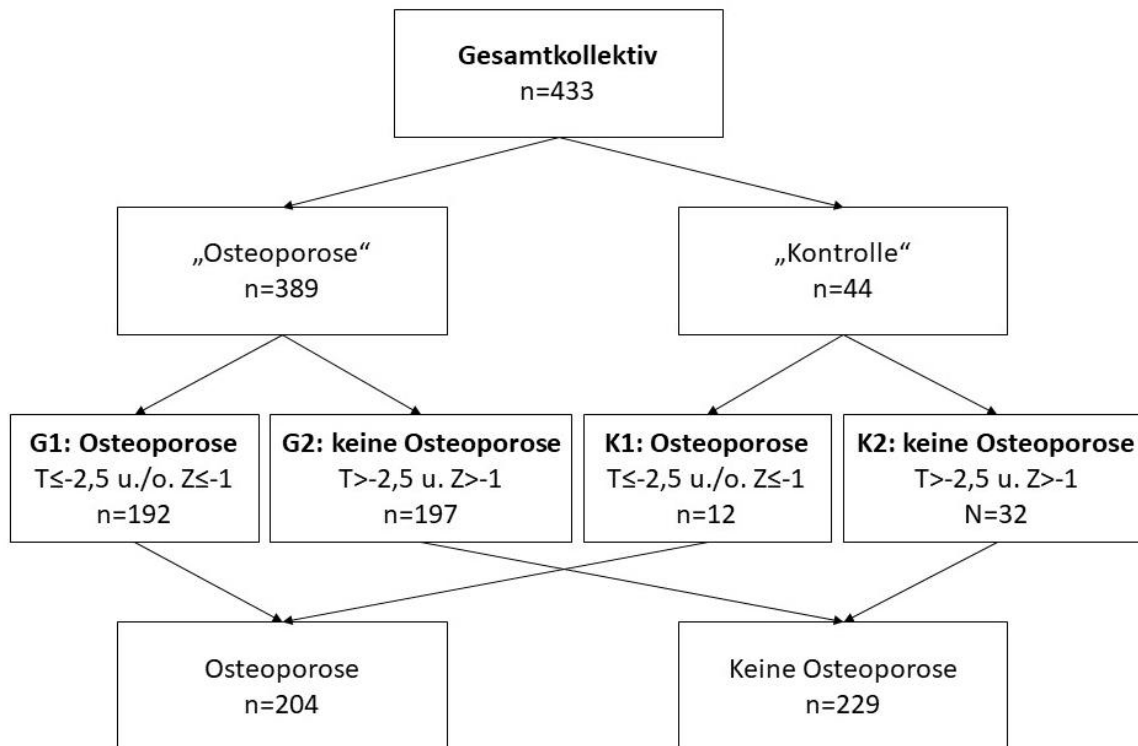 Gesamtkollektiv
n=433
„Osteoporose“
n=389
„Kontrolle“
n=44
G1: Osteoporose
T≤-2,5 u./o. Z≤-1
n=192
G2: keine Osteoporose
T>-2,5 u. Z>-1
n=197
K1: Osteoporose
T≤-2,5 u./o. Z≤-1
n=12
K2: keine Osteoporose
T>-2,5 u. Z>-1
N=32
Osteoporose
n=204
Keine Osteoporose
n=229